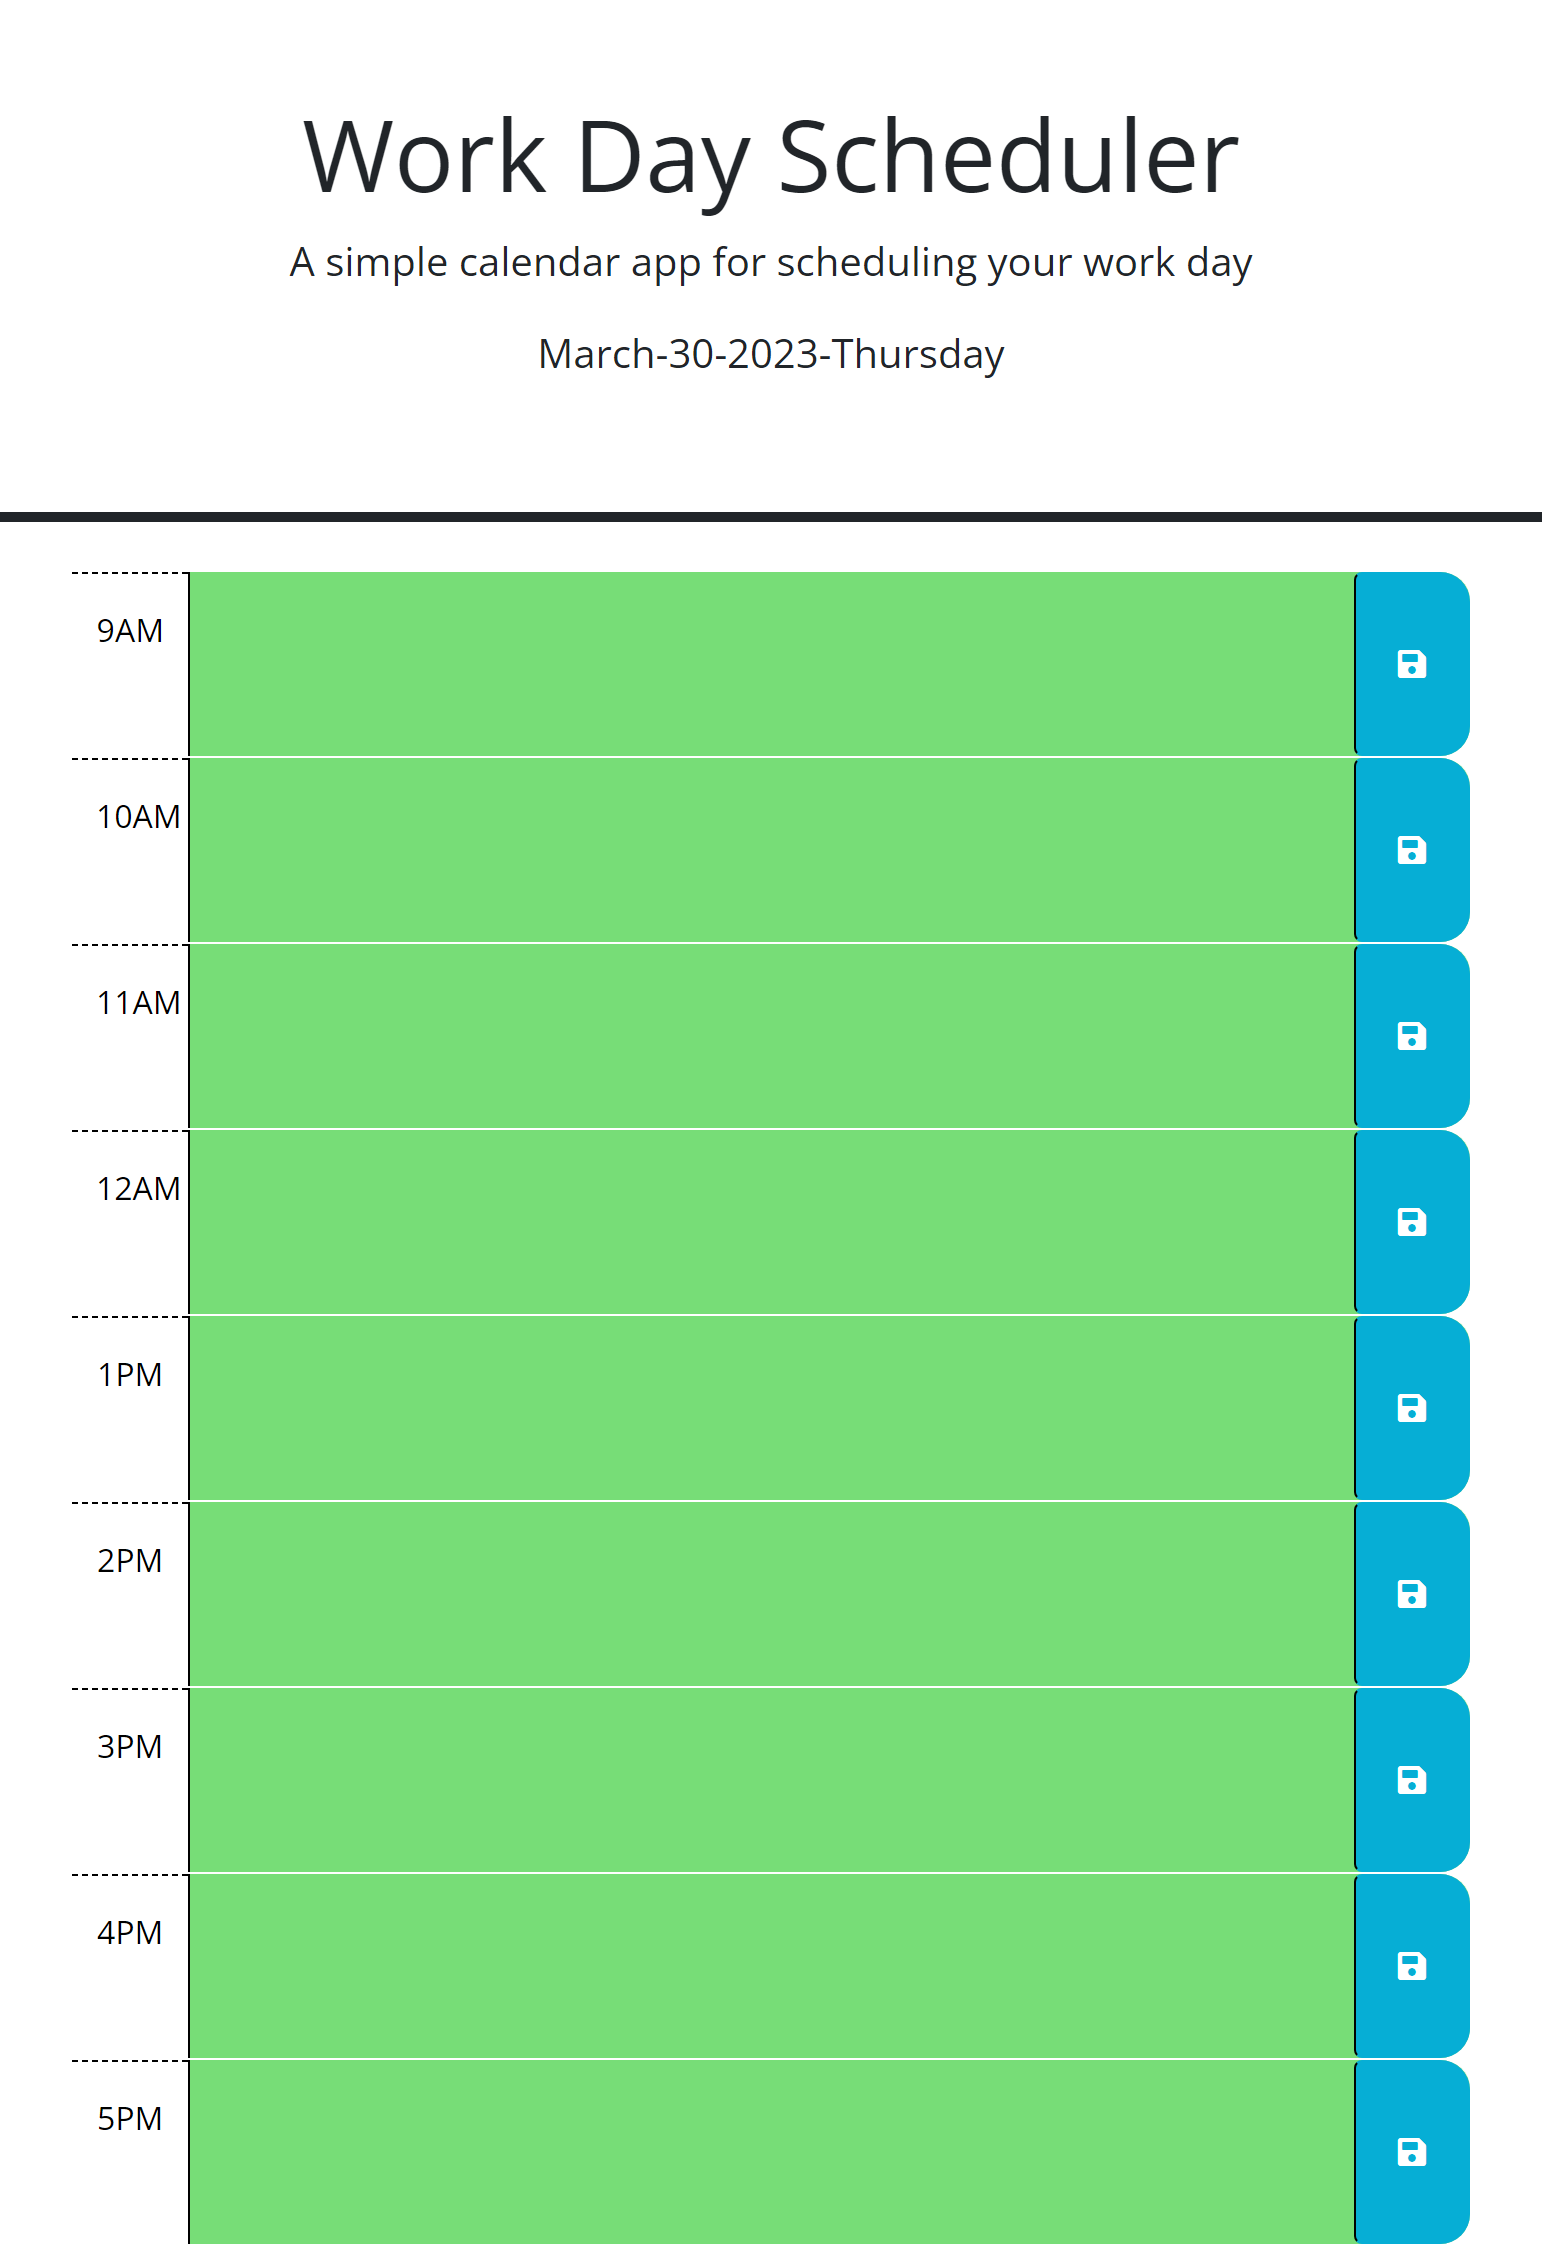 Work Day Scheduler
A simple calendar app for scheduling your work day
March-30-2023-Thursday
9AM
10AM
11AM
12AM
1PM
2PM
3PM
4PM
5PM